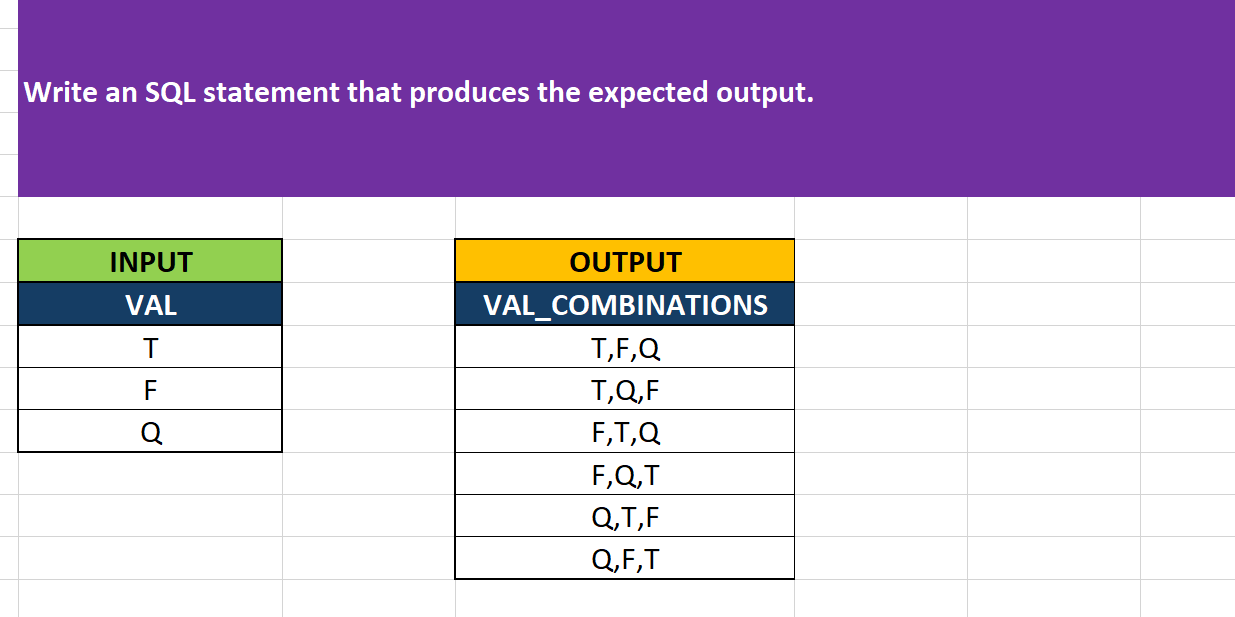 Write an SQL statement that produces the expected output.
INPUT
VAL
T
F
Q
OUTPUT
VAL_COMBINATIONS
T,F,Q
T,Q,F
F,T,Q
F,Q,T
Q,T,F
Q,F,T